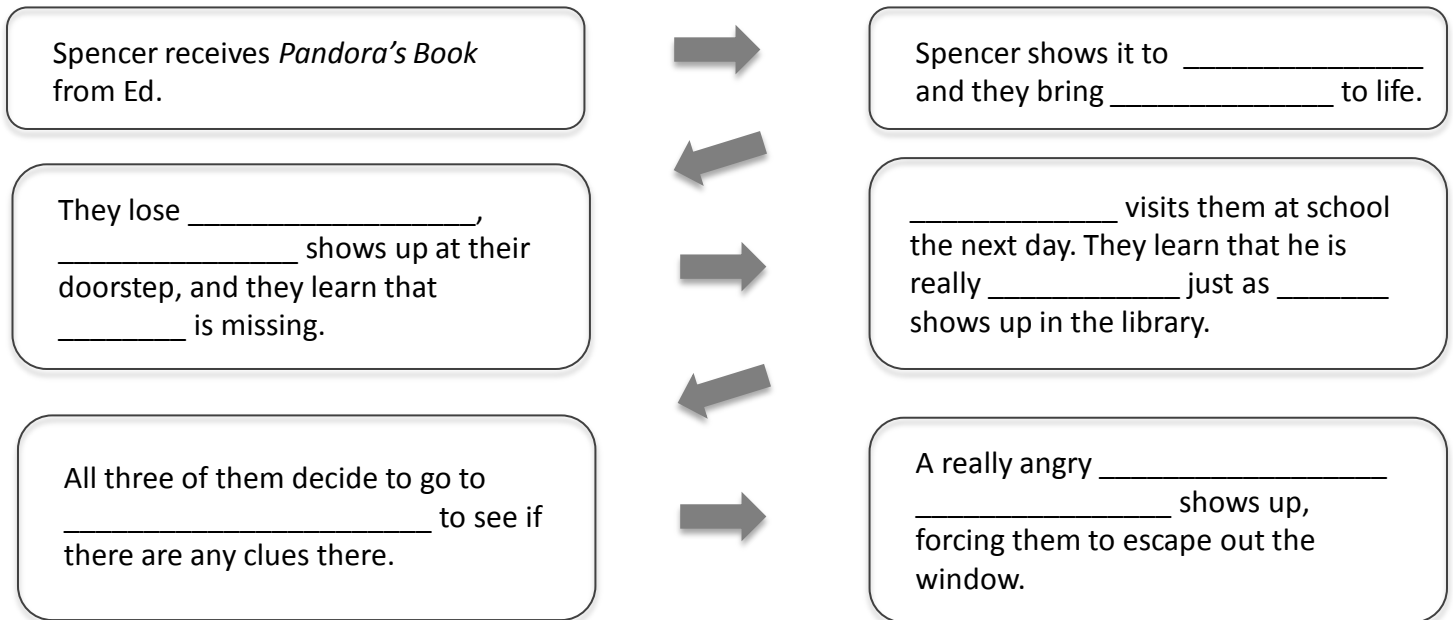 Spencer receives Pandora's Book
from Ed.
Spencer shows it to _______________
and they bring ______________ to life.
They lose __________________,
_______________ shows up at their
doorstep, and they learn that
________ is missing.
_____________ visits them at school
the next day. They learn that he is
really ____________ just as _______
shows up in the library.
All three of them decide to go to
_______________________ to see if
there are any clues there.
A really angry __________________
________________ shows up,
forcing them to escape out the
window.